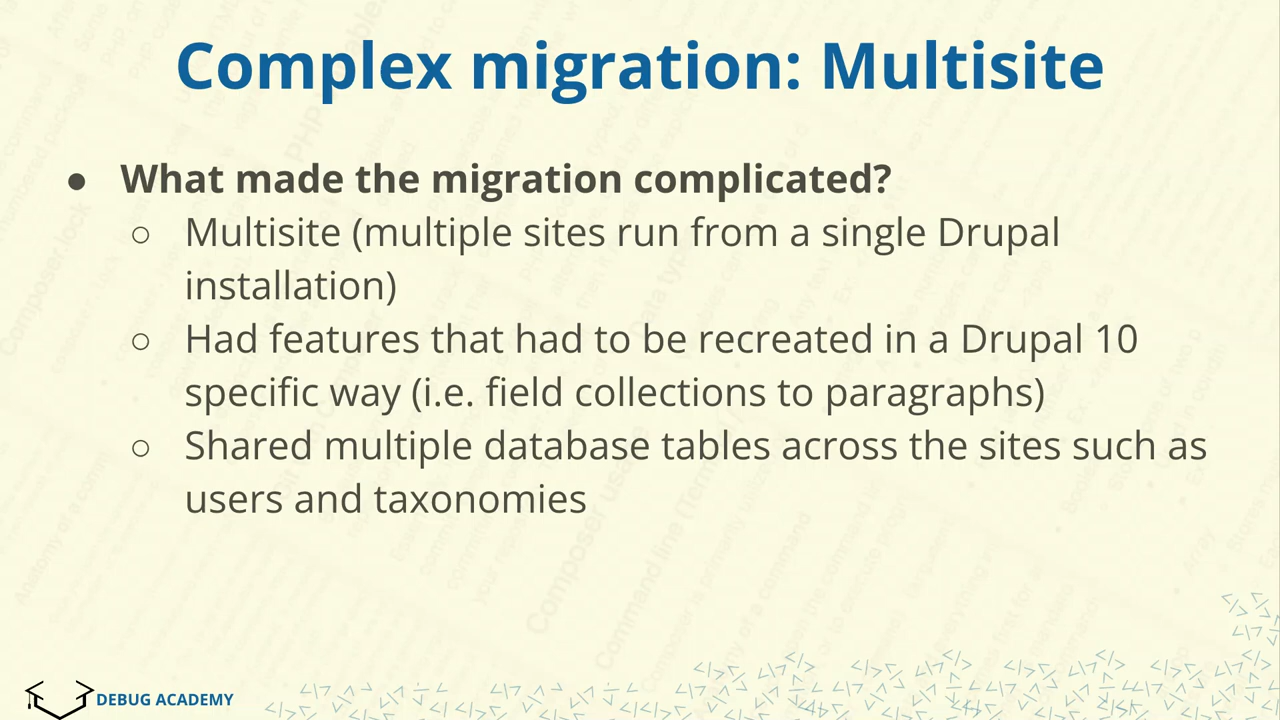 Complex migration: Multisite
● What made the migration complicated?
○ Multisite (multiple sites run from a single Drupal
installation)
○ Had features that had to be recreated in a Drupal 10
specific way (i.e. field collections to paragraphs)
○ Shared multiple database tables across the sites such as
users and taxonomies
DEBUG ACADEMY